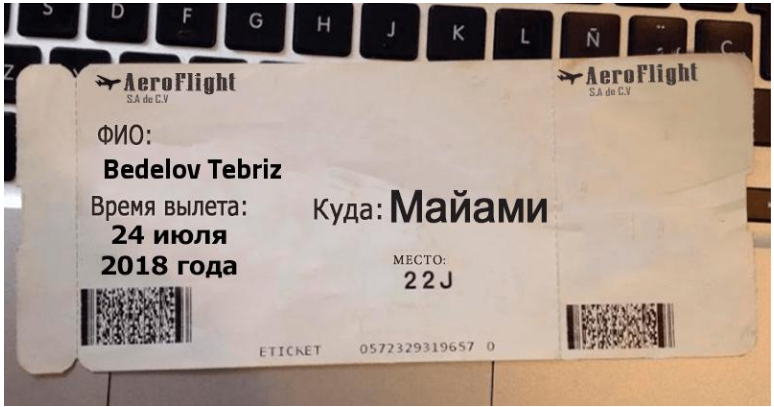 S D F G H J K L Ñ
Z
AeroFlight
S.A de C.V
AeroFlight
S.A de C.V
ФИО:
Bedelov Tebriz
Время вылета:
24 июля
2018 года
Куда: Майами
МЕСТО:
22J
ETICKET 0572329319657 0